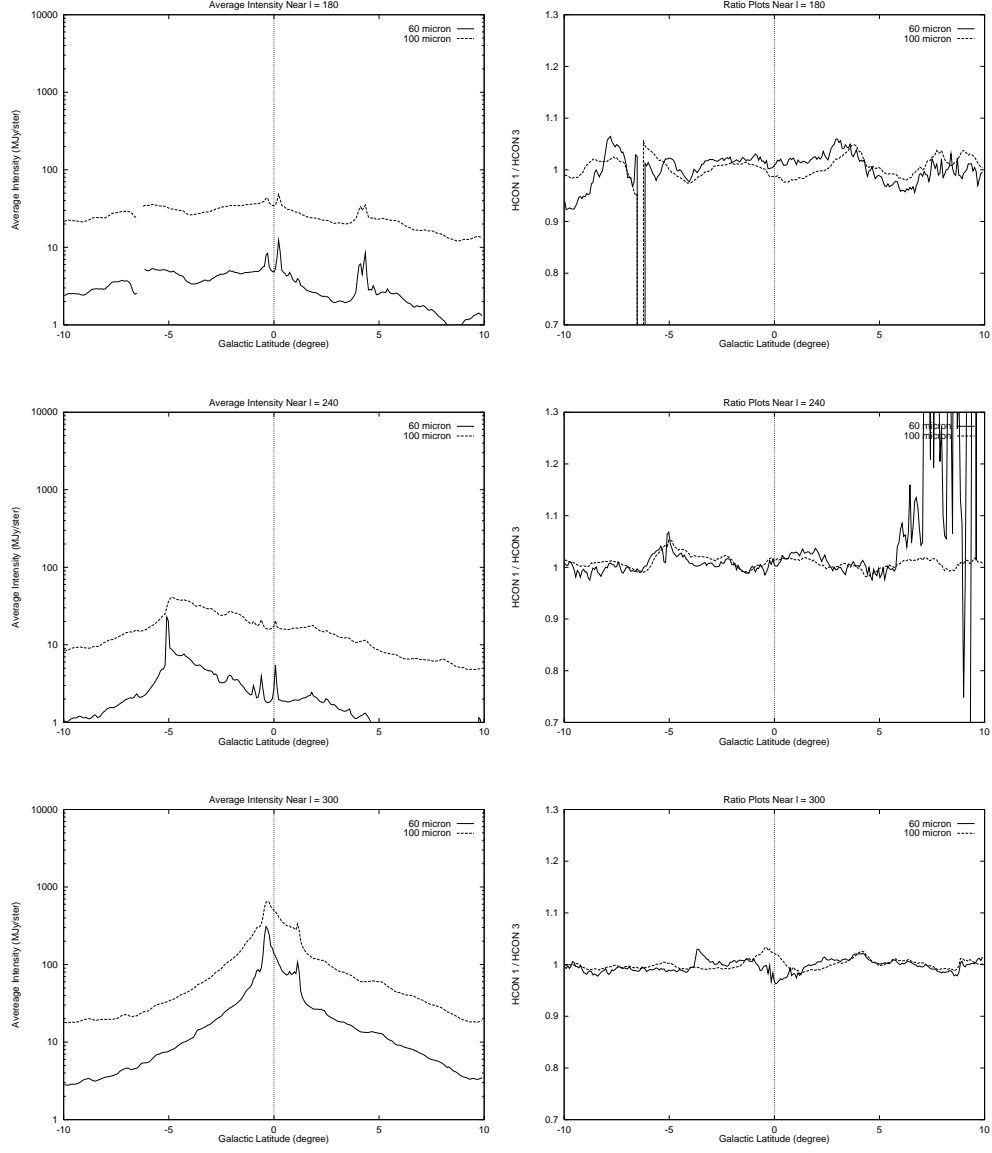 Average Intensity Near l = 180
60 micron
100 micron
10000
1000
100
10
1
Average Intensity (MJy/ster)
-10
-5
0
5
10
Galactic Latitude (degree)
Ratio Plots Near l = 180
60 micron
100 micron
1.3
1.2
1.1
1
0.9
0.8
0.7
HCON 1 / HCON 3
-10
-5
0
5
10
Galactic Latitude (degree)
Average Intensity Near l = 240
60 micron
100 micron
10000
1000
100
10
1
Average Intensity (MJy/ster)
-10
-5
0
5
10
Galactic Latitude (degree)
Ratio Plots Near l = 240
60 micron
100 micron
1.3
1.2
1.1
1
0.9
0.8
0.7
HCON 1 / HCON 3
-10
-5
0
5
10
Galactic Latitude (degree)
Average Intensity Near l = 300
60 micron
100 micron
10000
1000
100
10
1
Avereage Intensity (MJy/ster)
-10
-5
0
5
10
Galactic Latitude (degree)
Ratio Plots Near l = 300
60 micron
100 micron
1.3
1.2
1.1
1
0.9
0.8
0.7
HCON 1 / HCON 3
-10
-5
0
5
10
Galactic Latitude (degree)